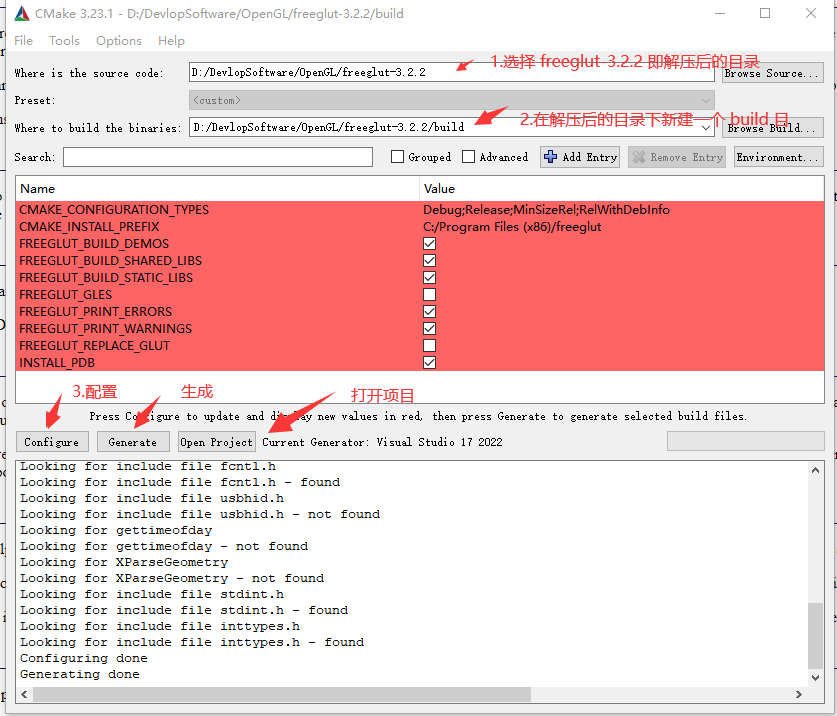 CMake 3.23.1 - D:/DevlopSoftware/OpenGL/freeglut-3.2.2/build
File Tools Options Help
1.选择 freeglut-3.2.2 即解压后的目录
Where is the source code: D:/DevlopSoftware/OpenGL/freeglut-3.2.2 Browse Source...
Preset: <custom>
2.在解压后的目录下新建一个 build 目
Where to build the binaries: D:/DevlopSoftware/OpenGL/freeglut-3.2.2/build Browse Build...
Search: Grouped Advanced Add Entry Remove Entry Environment...
Name Value
CMAKE_CONFIGURATION_TYPES Debug;Release;MinSizeRel;RelWithDebInfo
CMAKE_INSTALL_PREFIX C:/Program Files (x86)/freeglut
FREEGLUT_BUILD_DEMOS
FREEGLUT_BUILD_SHARED_LIBS
FREEGLUT_BUILD_STATIC_LIBS
FREEGLUT_GLES
FREEGLUT_PRINT_ERRORS
FREEGLUT_PRINT_WARNINGS
FREEGLUT_REPLACE_GLUT
INSTALL_PDB
3.配置 生成 打开项目
Press Configure to update and display new values in red, then press Generate to generate selected build files.
Configure Generate Open Project Current Generator: Visual Studio 17 2022
Looking for include file fcntl.h
Looking for include file fcntl.h - found
Looking for include file usbhid.h
Looking for include file usbhid.h - not found
Looking for gettimeofday
Looking for gettimeofday - not found
Looking for XParseGeometry
Looking for XParseGeometry - not found
Looking for include file stdint.h
Looking for include file stdint.h - found
Looking for include file inttypes.h
Looking for include file inttypes.h - found
Configuring done
Generating done